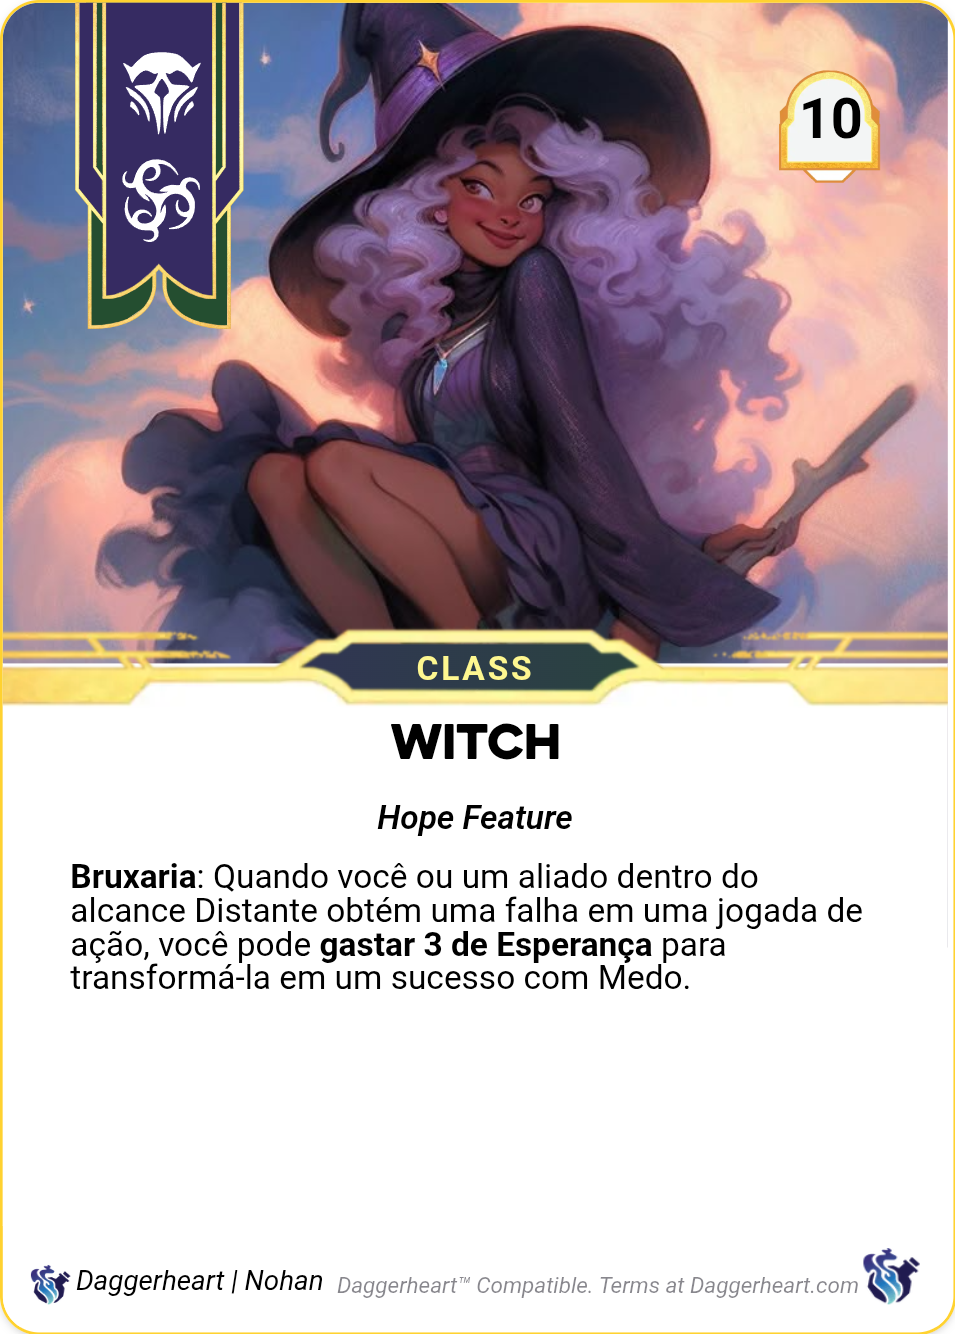 10
CLASS
WITCH
Hope Feature
Bruxaria: Quando você ou um aliado dentro do
alcance Distante obtém uma falha em uma jogada de
ação, você pode gastar 3 de Esperança para
transformá-la em um sucesso com Medo.
Daggerheart | Nohan Daggerheart™ Compatible. Terms at Daggerheart.com